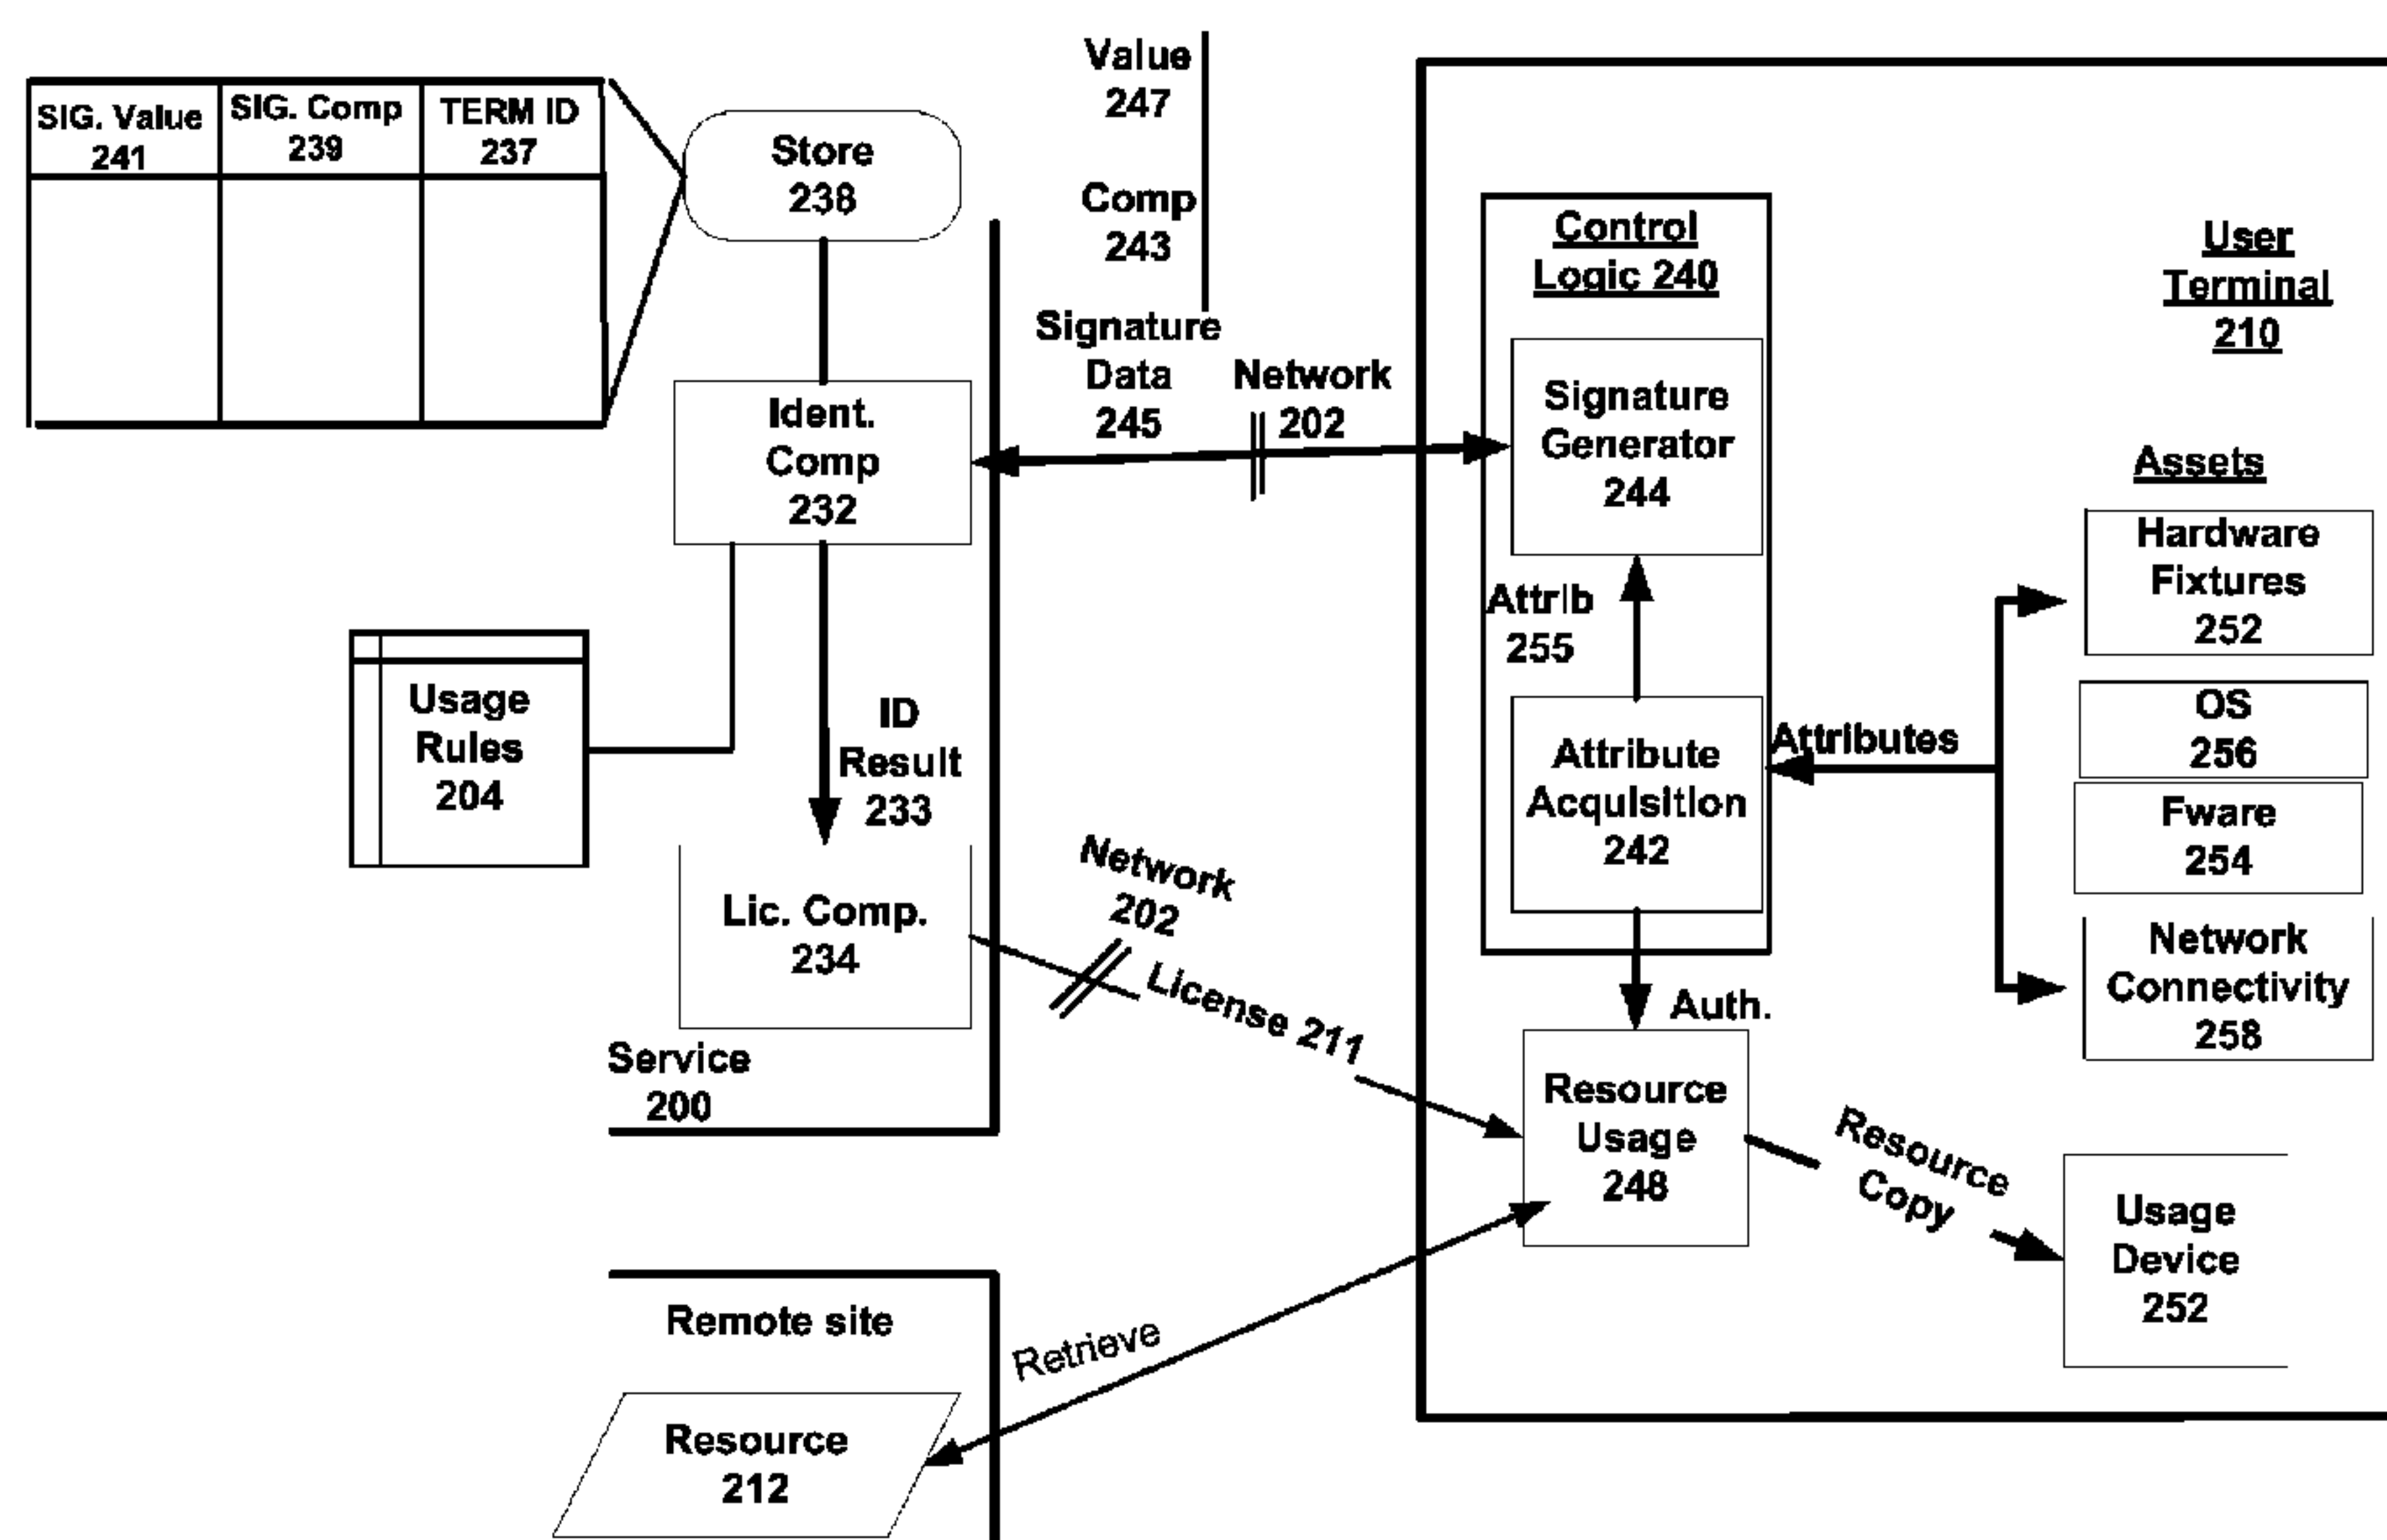 SIG. Value
241
SIG. Comp
239
TERM ID
237
Store
238
Value
247
Comp
243
Signature
Data
245
Network
202
Ident.
Comp
232
Usage
Rules
204
ID
Result
233
Lic. Comp.
234
Service
200
Network
202
License 211
Remote site
Resource
212
Retrieve
Control
Logic 240
Signature
Generator
244
Attrib
255
Attribute
Acquisition
242
Auth.
Resource
Usage
248
Resource
Copy
Usage
Device
252
User
Terminal
210
Assets
Hardware
Fixtures
252
OS
256
Fware
254
Network
Connectivity
258
Attributes